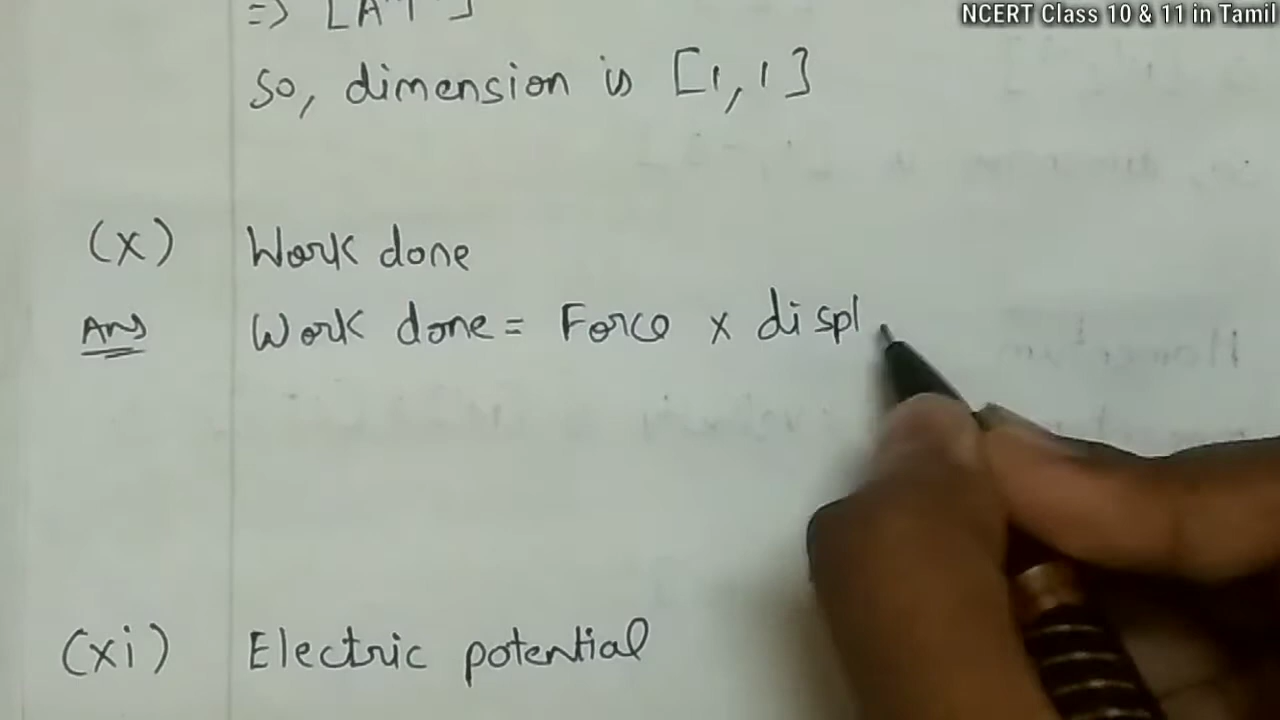 NCERT Class 10 & 11 in Tamil
=> [A T ]
So, dimension is [1, 1]
(x) Work done
Ans Work done = Force x displ
(xi) Electric potential